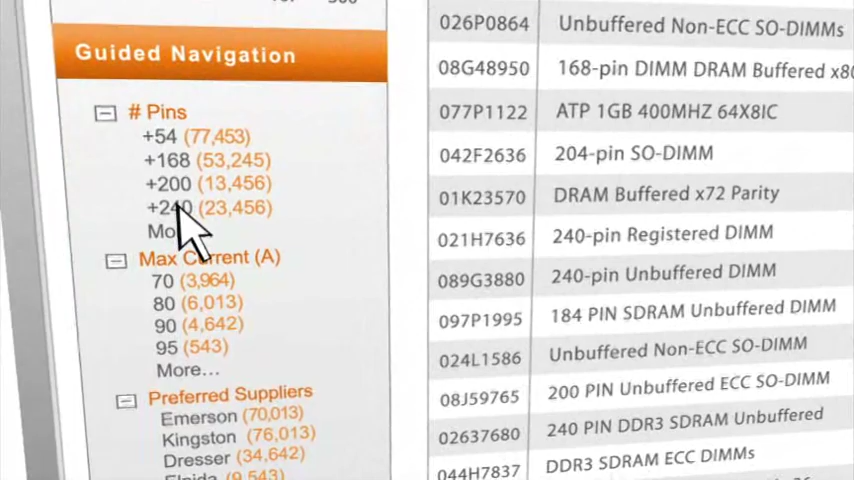 Guided Navigation
# Pins
+54 (77,453)
+168 (53,245)
+200 (13,456)
+240 (23,456)
Max Current (A)
70 (3,964)
80 (6,013)
90 (4,642)
95 (543)
More...
Preferred Suppliers
Emerson (70,013)
Kingston (76,013)
Dresser (34,642)
(9,543)
026P0864 Unbuffered Non-ECC SO-DIMMs
08G48950 168-pin DIMM DRAM Buffered
077P1122 ATP 1GB 400MHZ 64X8IC
042F2636 204-pin SO-DIMM
01K23570 DRAM Buffered x72 Parity
021H7636 240-pin Registered DIMM
089G3880 240-pin Unbuffered DIMM
097P1995 184 PIN SDRAM Unbuffered DIMM
024L1586 Unbuffered Non-ECC SO-DIMM
08J59765 200 PIN Unbuffered ECC SO-DIMM
02637680 240 PIN DDR3 SDRAM Unbuffered
044H7837 DDR3 SDRAM ECC DIMMs